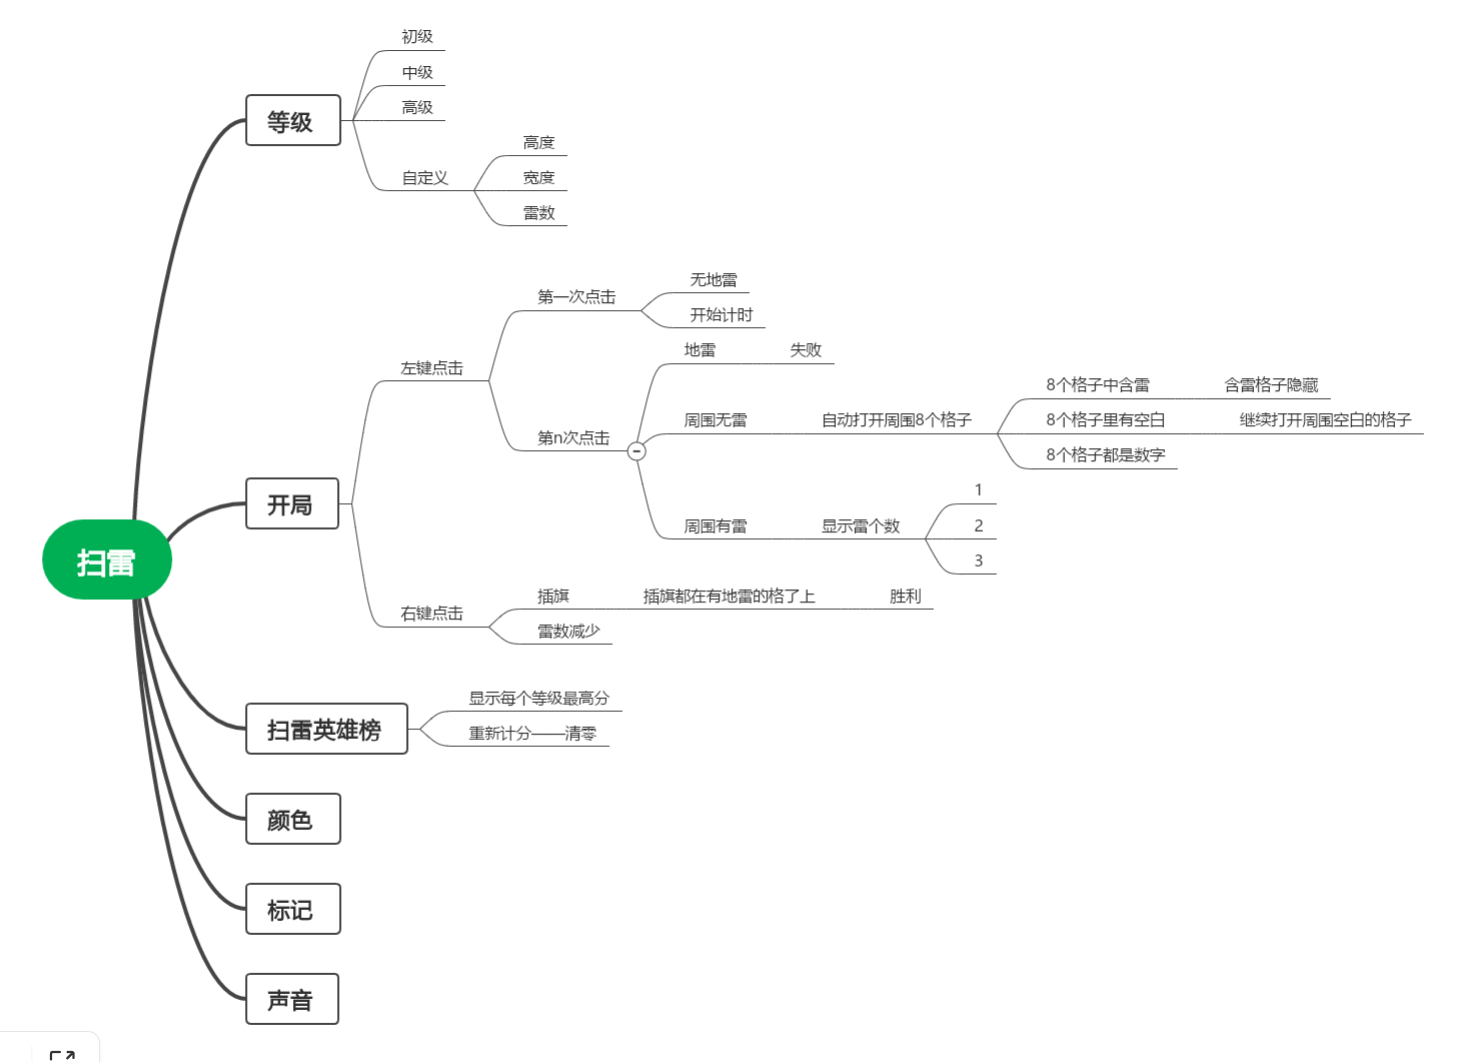 扫雷
等级
初级
中级
高级
自定义
高度
宽度
雷数
开局
左键点击
第一次点击
无地雷
开始计时
第n次点击
地雷
失败
周围无雷
自动打开周围8个格子
8个格子中含雷
含雷格子隐藏
8个格子里有空白
继续打开周围空白的格子
8个格子都是数字
周围有雷
显示雷个数
1
2
3
右键点击
插旗
插旗都在有地雷的格了上
胜利
雷数减少
扫雷英雄榜
显示每个等级最高分
重新计分——清零
颜色
标记
声音